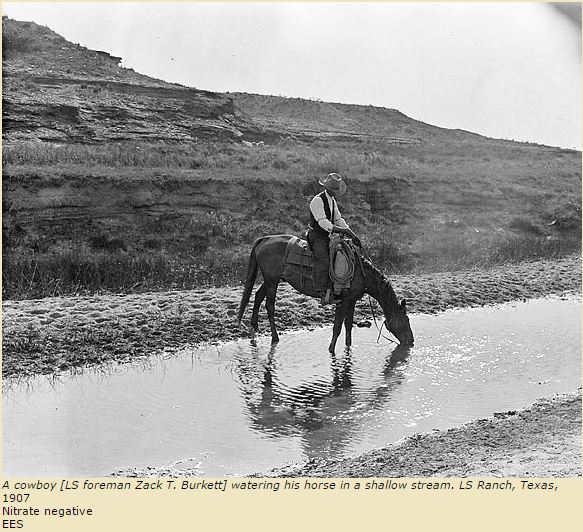 A cowboy [LS foreman Zack T. Burkett] watering his horse in a shallow stream. LS Ranch, Texas,
1907
Nitrate negative
EES